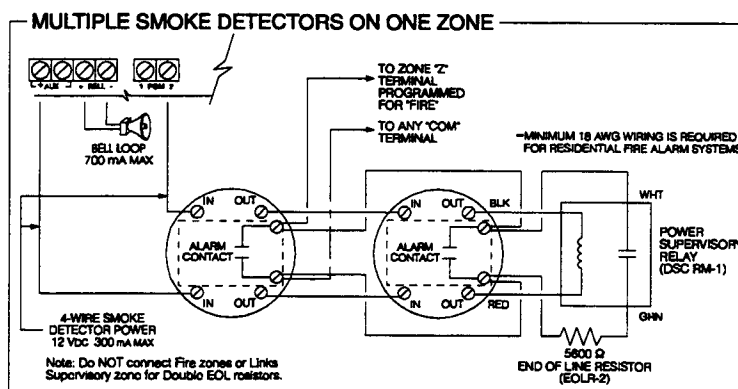 MULTIPLE SMOKE DETECTORS ON ONE ZONE
+ AUX - + BELL -
1 PGM 2
BELL LOOP
700 mA MAX
TO ZONE "Z"
TERMINAL
PROGRAMMED
FOR "FIRE"
TO ANY "COM"
TERMINAL
-MINIMUM 18 AWG WIRING IS REQUIRED
FOR RESIDENTIAL FIRE ALARM SYSTEMS
IN
OUT
ALARM
CONTACT
IN
OUT
IN
OUT
ALARM
CONTACT
IN
OUT
BLK
RED
WHT
POWER
SUPERVISORY
RELAY
(DSC RM-1)
GRN
5600 Ω
END OF LINE RESISTOR
(EOLR-2)
4-WIRE SMOKE
DETECTOR POWER
12 VDC 300 mA MAX
Note: Do NOT connect Fire zones or Links
Supervisory zone for Double EOL resistors.